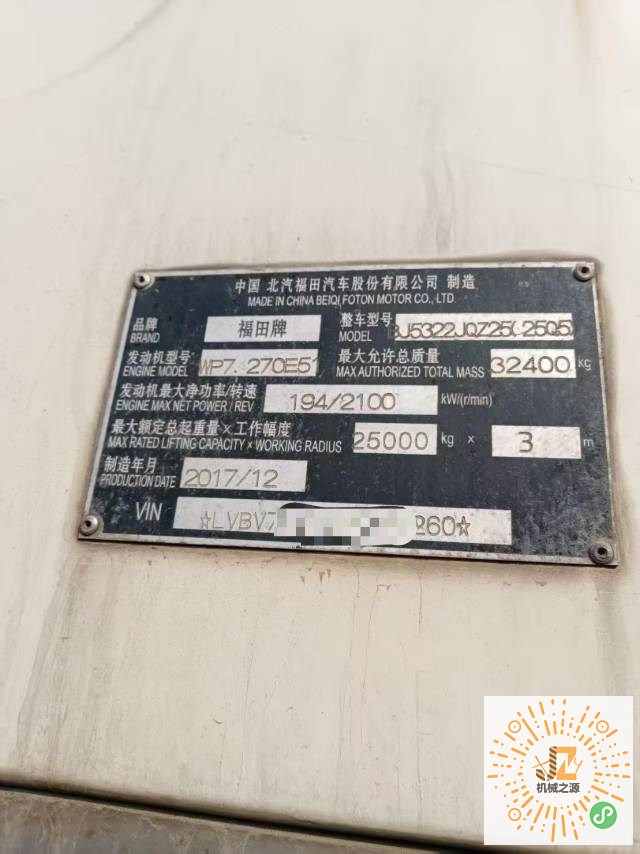 中国 北汽福田汽车股份有限公司 制造
MADE IN CHINA BEIQI FOTON MOTOR CO., LTD.
品牌 福田牌 整车型号 BJ5322JQZ25(25Q5)
BRAND MODEL
发动机型号 WP7.270E51 最大允许总质量 32400 kg
ENGINE MODEL MAX AUTHORIZED TOTAL MASS
发动机最大净功率/转速 194/2100 kW/(r/min)
ENGINE MAX NET POWER / REV
最大额定总起重量×工作幅度 25000 kg x 3 m
MAX RATED LIFTING CAPACITY × WORKING RADIUS
制造年月 2017/12
PRODUCTION DATE
VIN ☆LVBV7 260☆
JZ
机械之源